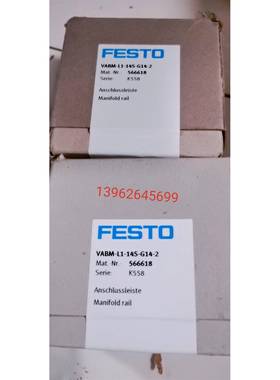 FESTO
VABM-L1-14S-G14-2
Mat. Nr.: 566618
Serie: K558
Anschlussleiste
Manifold rail
13962645699
FESTO
VABM-L1-14S-G14-2
Mat. Nr.: 566618
Serie: K558
Anschlussleiste
Manifold rail